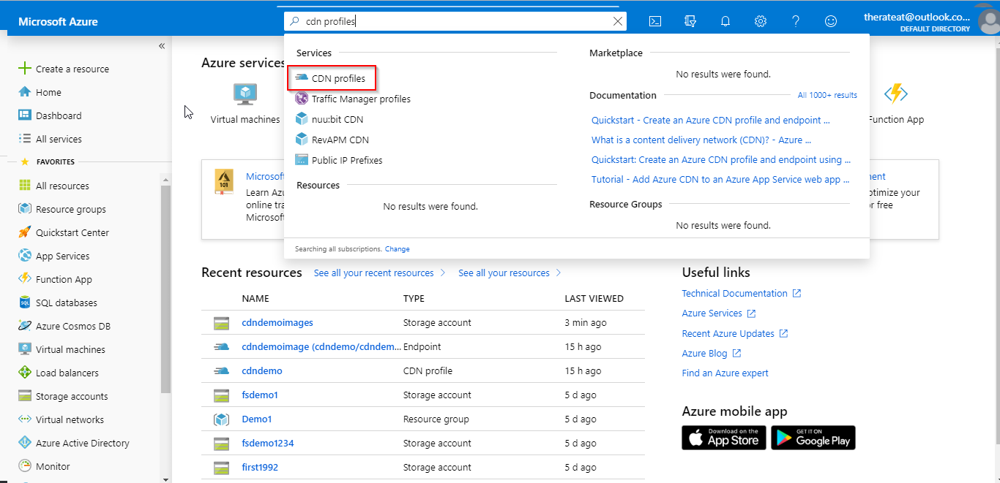 Microsoft Azure
cdn profiles
therateat@outlook.co...
DEFAULT DIRECTORY
Create a resource
Home
Dashboard
All services
FAVORITES
All resources
Resource groups
Quickstart Center
App Services
Function App
SQL databases
Azure Cosmos DB
Virtual machines
Load balancers
Storage accounts
Virtual networks
Azure Active Directory
Monitor
Azure services
Virtual machines
Function App
Services
CDN profiles
Traffic Manager profiles
nuu:bit CDN
RevAPM CDN
Public IP Prefixes
Resources
No results were found.
Marketplace
No results were found.
Documentation
All 1000+ results
Quickstart - Create an Azure CDN profile and endpoint ...
What is a content delivery network (CDN)? - Azure ...
Quickstart: Create an Azure CDN profile and endpoint using ...
Tutorial - Add Azure CDN to an Azure App Service web app ...
Resource Groups
No results were found.
Searching all subscriptions. Change
101
Microsoft
Learn Azu
online tra
Microsof
ent
ptimize your
r free
Recent resources See all your recent resources See all your resources
NAME TYPE LAST VIEWED
cdndemoimages Storage account 3 min ago
cdndemoimage (cdndemo/cdndem... Endpoint 15 h ago
cdndemo CDN profile 15 h ago
fsdemo1 Storage account 5 d ago
Demo1 Resource group 5 d ago
fsdemo1234 Storage account 5 d ago
first1992 Storage account 5 d ago
Useful links
Technical Documentation
Azure Services
Recent Azure Updates
Azure Blog
Find an Azure expert
Azure mobile app
Download on the
App Store
GET IT ON
Google Play